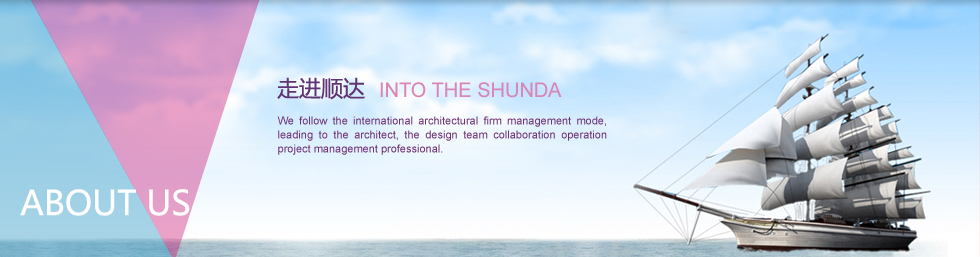 走进顺达 INTO THE SHUNDA
We follow the international architectural firm management mode,
leading to the architect, the design team collaboration operation
project management professional.
ABOUT US